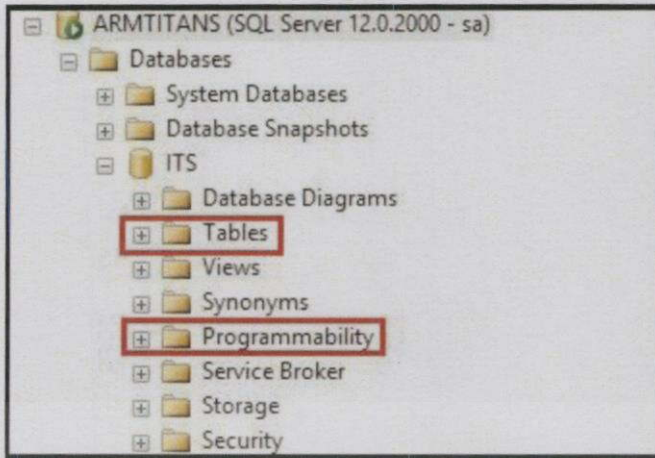 ARMTITANS (SQL Server 12.0.2000 - sa)
Databases
System Databases
Database Snapshots
ITS
Database Diagrams
Tables
Views
Synonyms
Programmability
Service Broker
Storage
Security